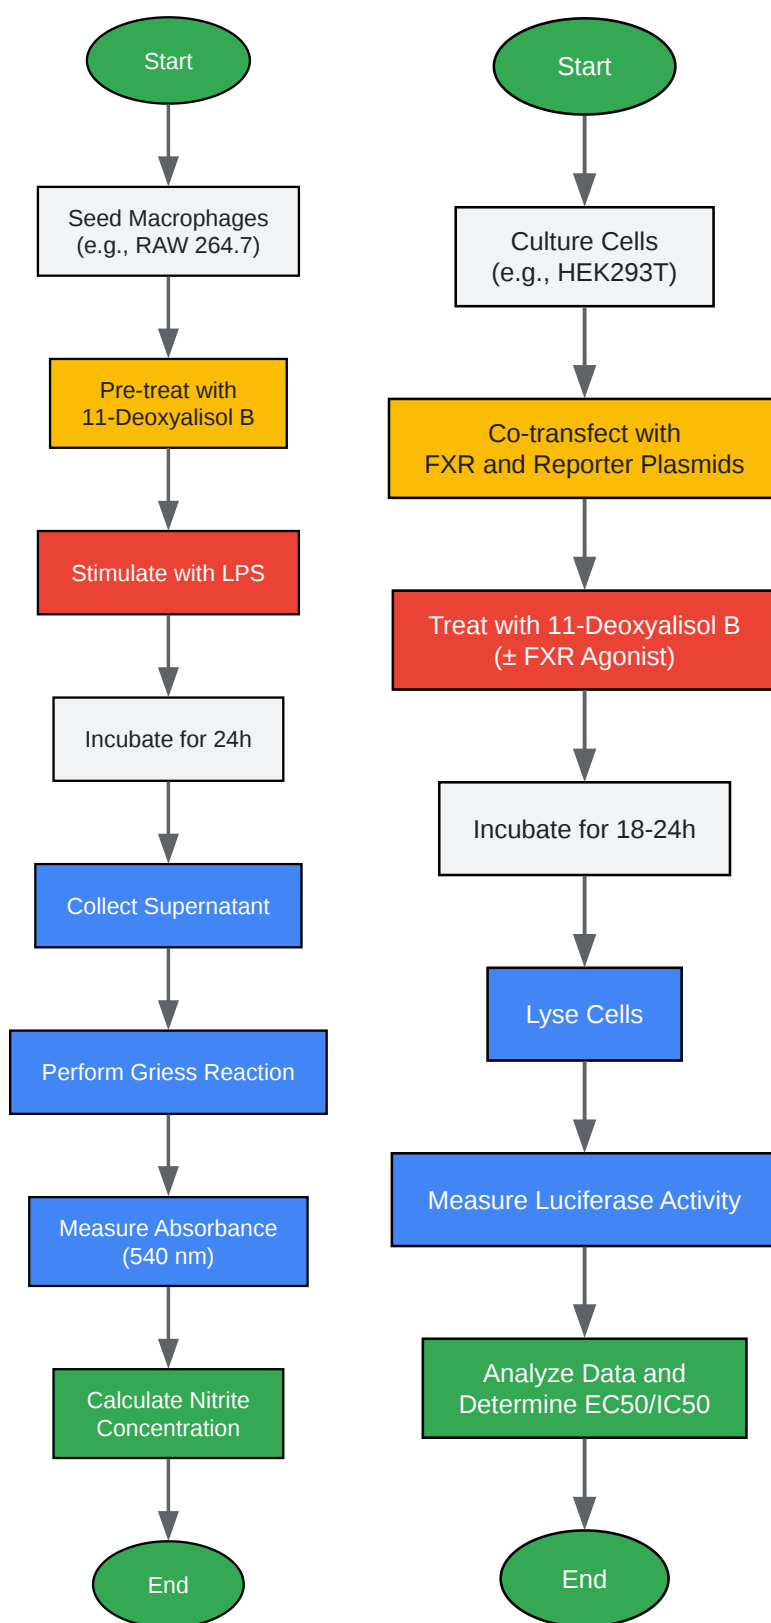 Start
Seed Macrophages
(e.g., RAW 264.7)
Pre-treat with
11-Deoxyalisol B
Stimulate with LPS
Incubate for 24h
Collect Supernatant
Perform Griess Reaction
Measure Absorbance
(540 nm)
Calculate Nitrite
Concentration
End
Start
Culture Cells
(e.g., HEK293T)
Co-transfect with
FXR and Reporter Plasmids
Treat with 11-Deoxyalisol B
(± FXR Agonist)
Incubate for 18-24h
Lyse Cells
Measure Luciferase Activity
Analyze Data and
Determine EC50/IC50
End